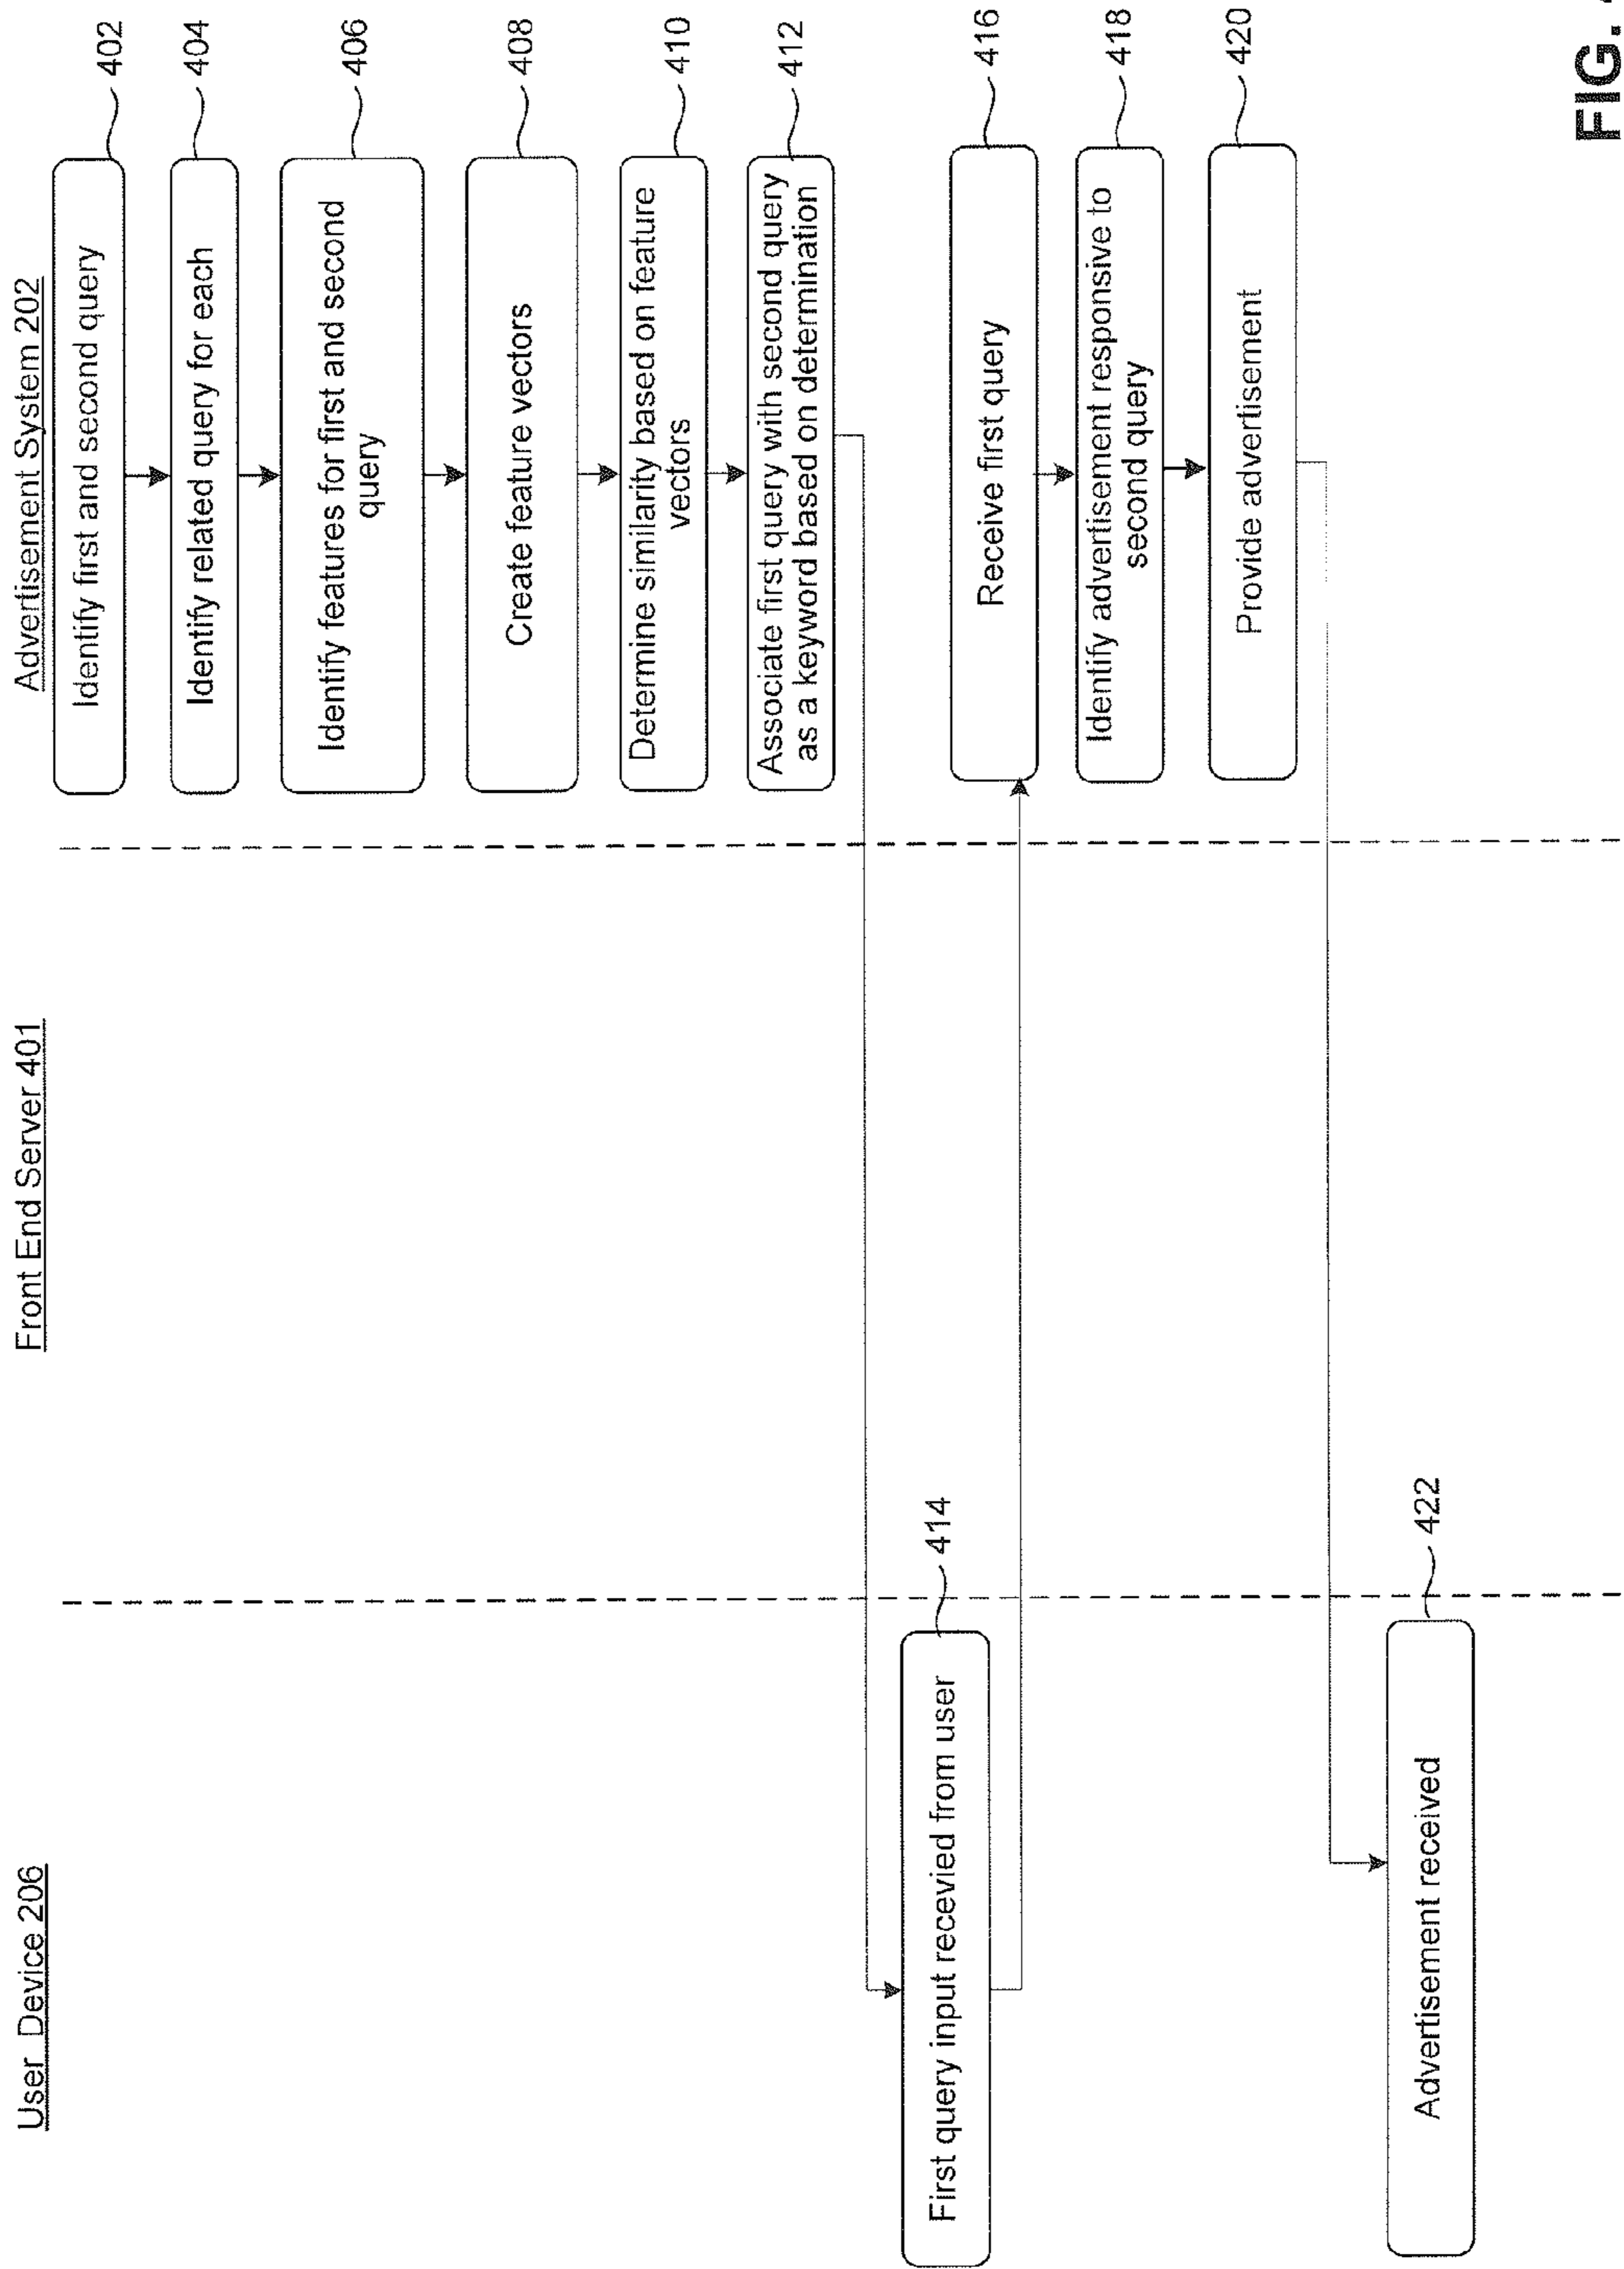 User Device 206
Front End Server 401
Advertisement System 202
Identify first and second query
402
Identify related query for each
404
Identify features for first and second
query
406
Create feature vectors
408
Determine similarity based on feature
vectors
410
Associate first query with second query
as a keyword based on determination
412
First query input recevied from user
414
Receive first query
416
Identify advertisement responsive to
second query
418
Provide advertisement
420
Advertisement received
422
FIG.